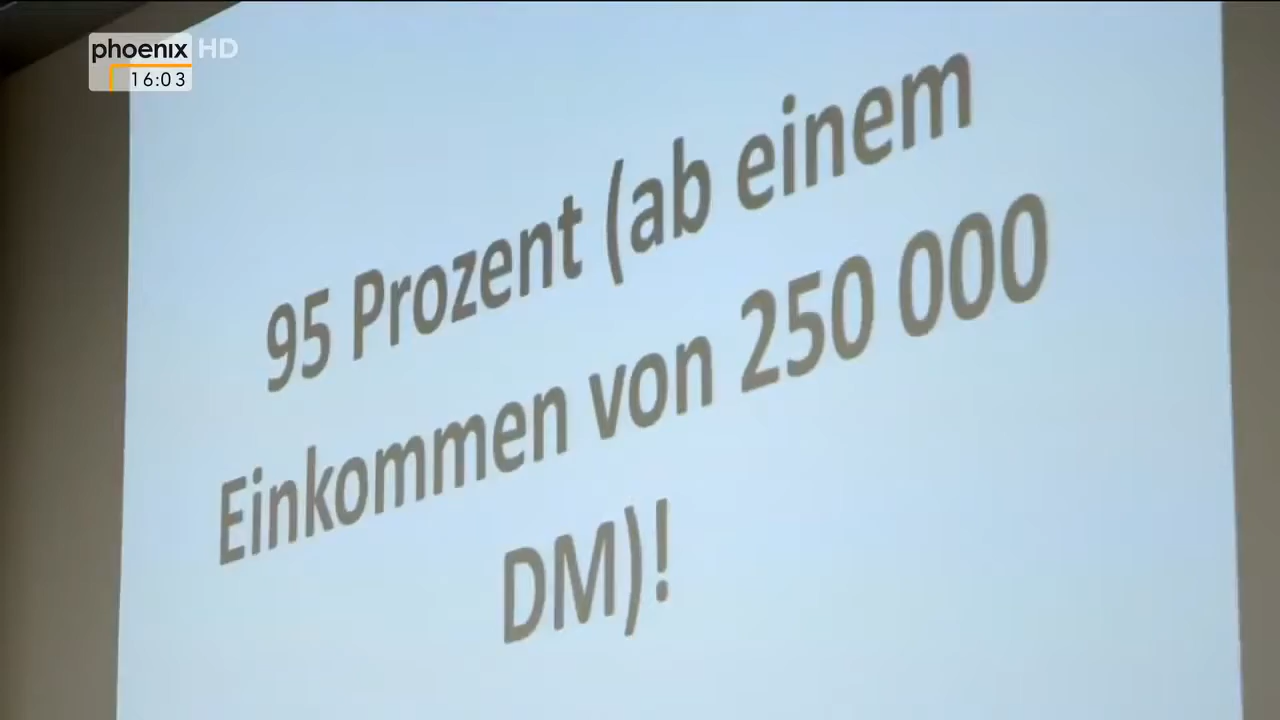 phoenix HD
16:03
95 Prozent (ab einem
Einkommen von 250 000
DM)!